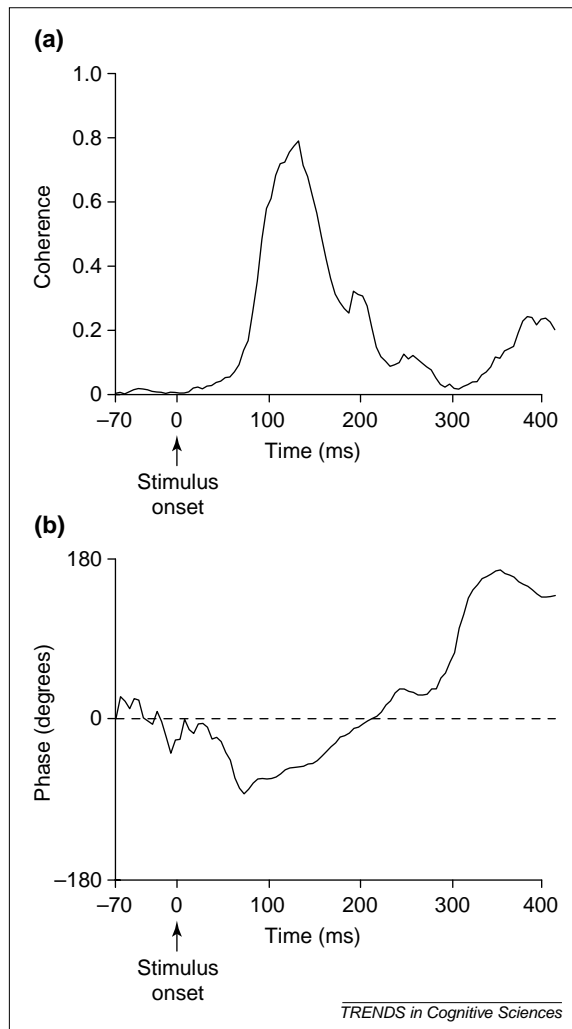 (a)
1.0
0.8
0.6
0.4
0.2
0
Coherence
–70 0 100 200 300 400
Time (ms)
Stimulus
onset
(b)
180
0
–180
Phase (degrees)
–70 0 100 200 300 400
Time (ms)
Stimulus
onset
TRENDS in Cognitive Sciences